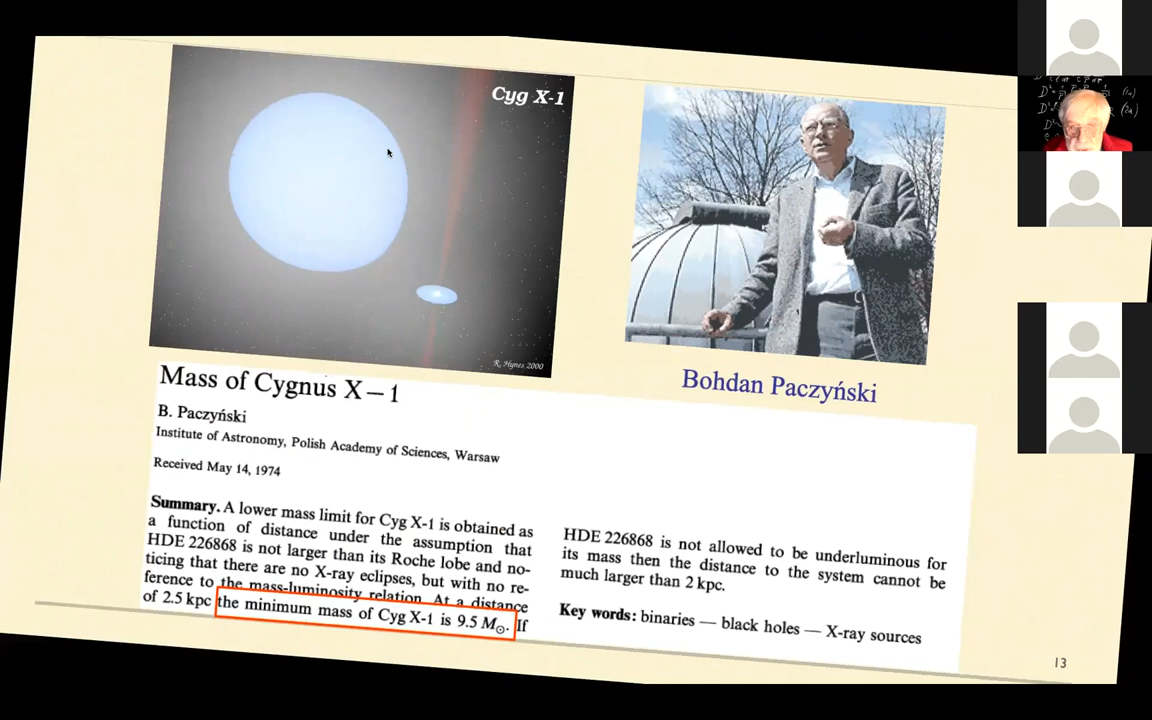 Cyg X-1
R. Hynes 2000
Bohdan Paczyński
Mass of Cygnus X – 1
B. Paczyński
Institute of Astronomy, Polish Academy of Sciences, Warsaw
Received May 14, 1974
Summary. A lower mass limit for Cyg X-1 is obtained as
a function of distance under the assumption that
HDE 226868 is not larger than its Roche lobe and no-
ticing that there are no X-ray eclipses, but with no re-
ference to the mass-luminosity relation. At a distance
of 2.5 kpc the minimum mass of Cyg X-1 is 9.5 M⊙. If
HDE 226868 is not allowed to be underluminous for
its mass then the distance to the system cannot be
much larger than 2 kpc.
Key words: binaries — black holes — X-ray sources
13